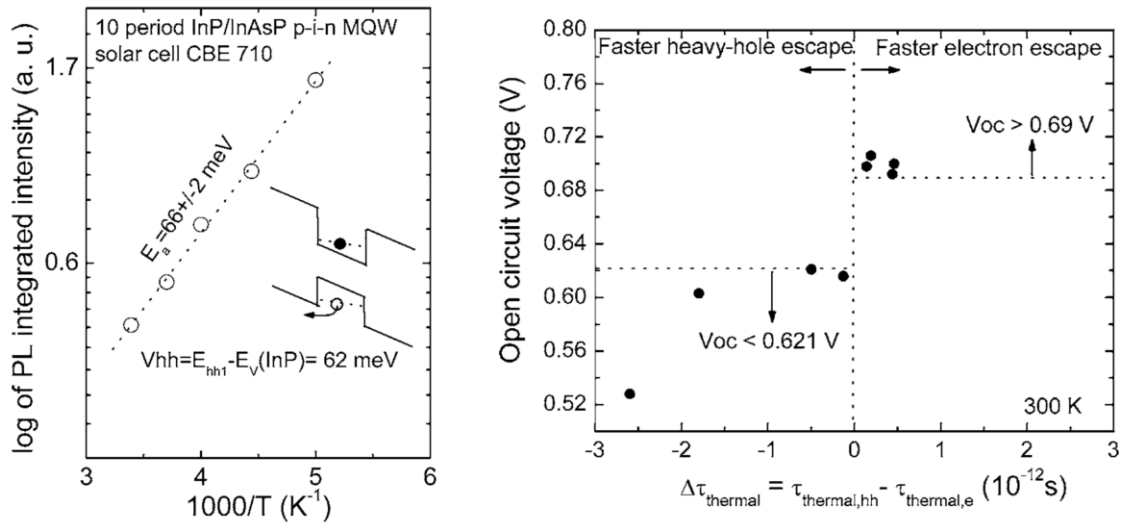 10 period InP/InAsP p-i-n MQW
solar cell CBE 710
1.7
0.6
log of PL integrated intensity (a. u.)
Eₐ=66+/-2 meV
Vhh=E_hh1-E_V(InP)= 62 meV
3
4
5
6
1000/T (K⁻¹)
0.80
0.76
0.72
0.68
0.64
0.60
0.56
0.52
Open circuit voltage (V)
Faster heavy-hole escape
Faster electron escape
Voc > 0.69 V
Voc < 0.621 V
300 K
-3
-2
-1
0
1
2
3
Δτ_thermal = τ_thermal,hh - τ_thermal,e (10⁻¹²s)